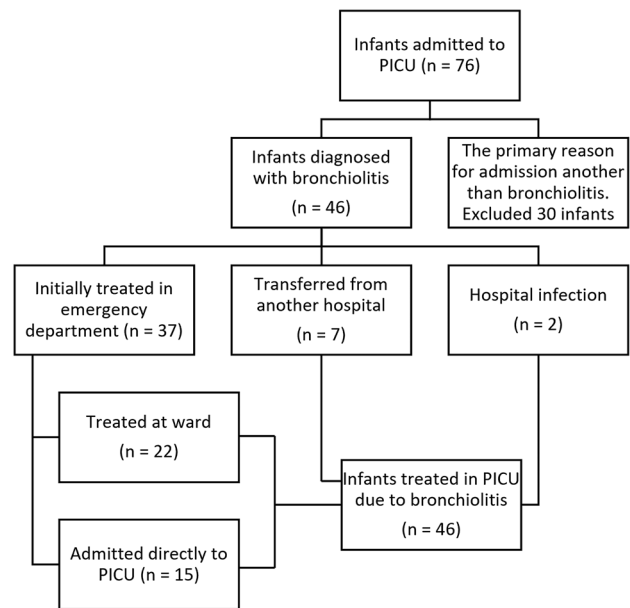 Infants admitted to
PICU (n = 76)
Infants diagnosed
with bronchiolitis
(n = 46)
The primary reason
for admission another
than bronchiolitis.
Excluded 30 infants
Initially treated in
emergency
department (n = 37)
Transferred from
another hospital
(n = 7)
Hospital infection
(n = 2)
Treated at ward
(n = 22)
Infants treated in PICU
due to bronchiolitis
(n = 46)
Admitted directly to
PICU (n = 15)